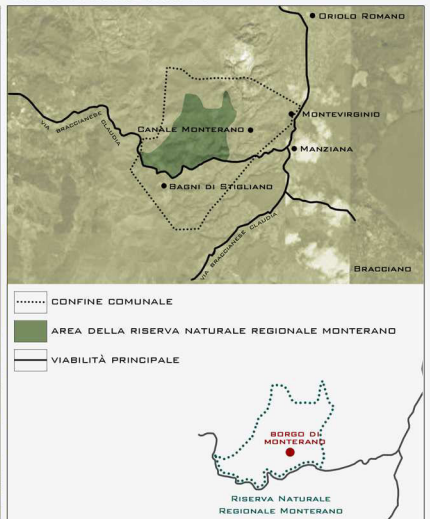 Oriolo Romano
Montevirginio
Canale Monterano
Manziana
Via Braccianese Claudia
Bagni di Stigliano
Via Braccianese Claudia
Bracciano
Confine comunale
Area della Riserva Naturale Regionale Monterano
Viabilità principale
Borgo di
Monterano
Riserva Naturale
Regionale Monterano